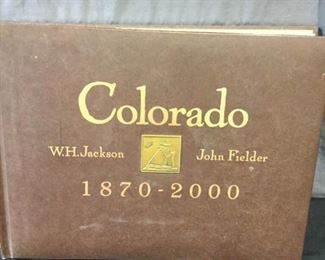 Colorado
W.H. Jackson John Fielder
1870-2000